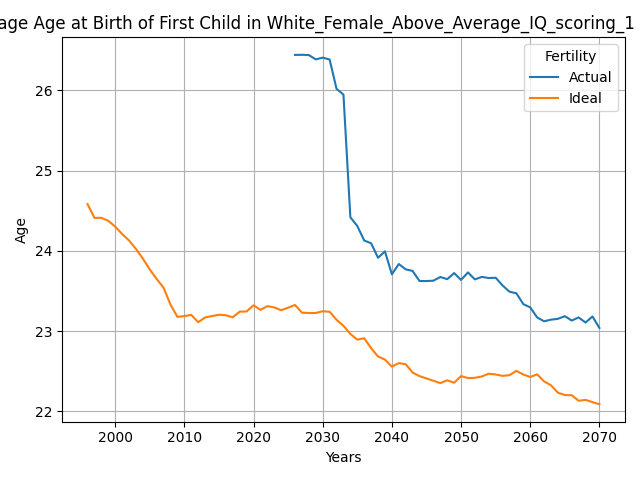 age Age at Birth of First Child in White_Female_Above_Average_IQ_scoring_1
Fertility
Actual
Ideal
26
25
24
23
22
Age
2000 2010 2020 2030 2040 2050 2060 2070
Years